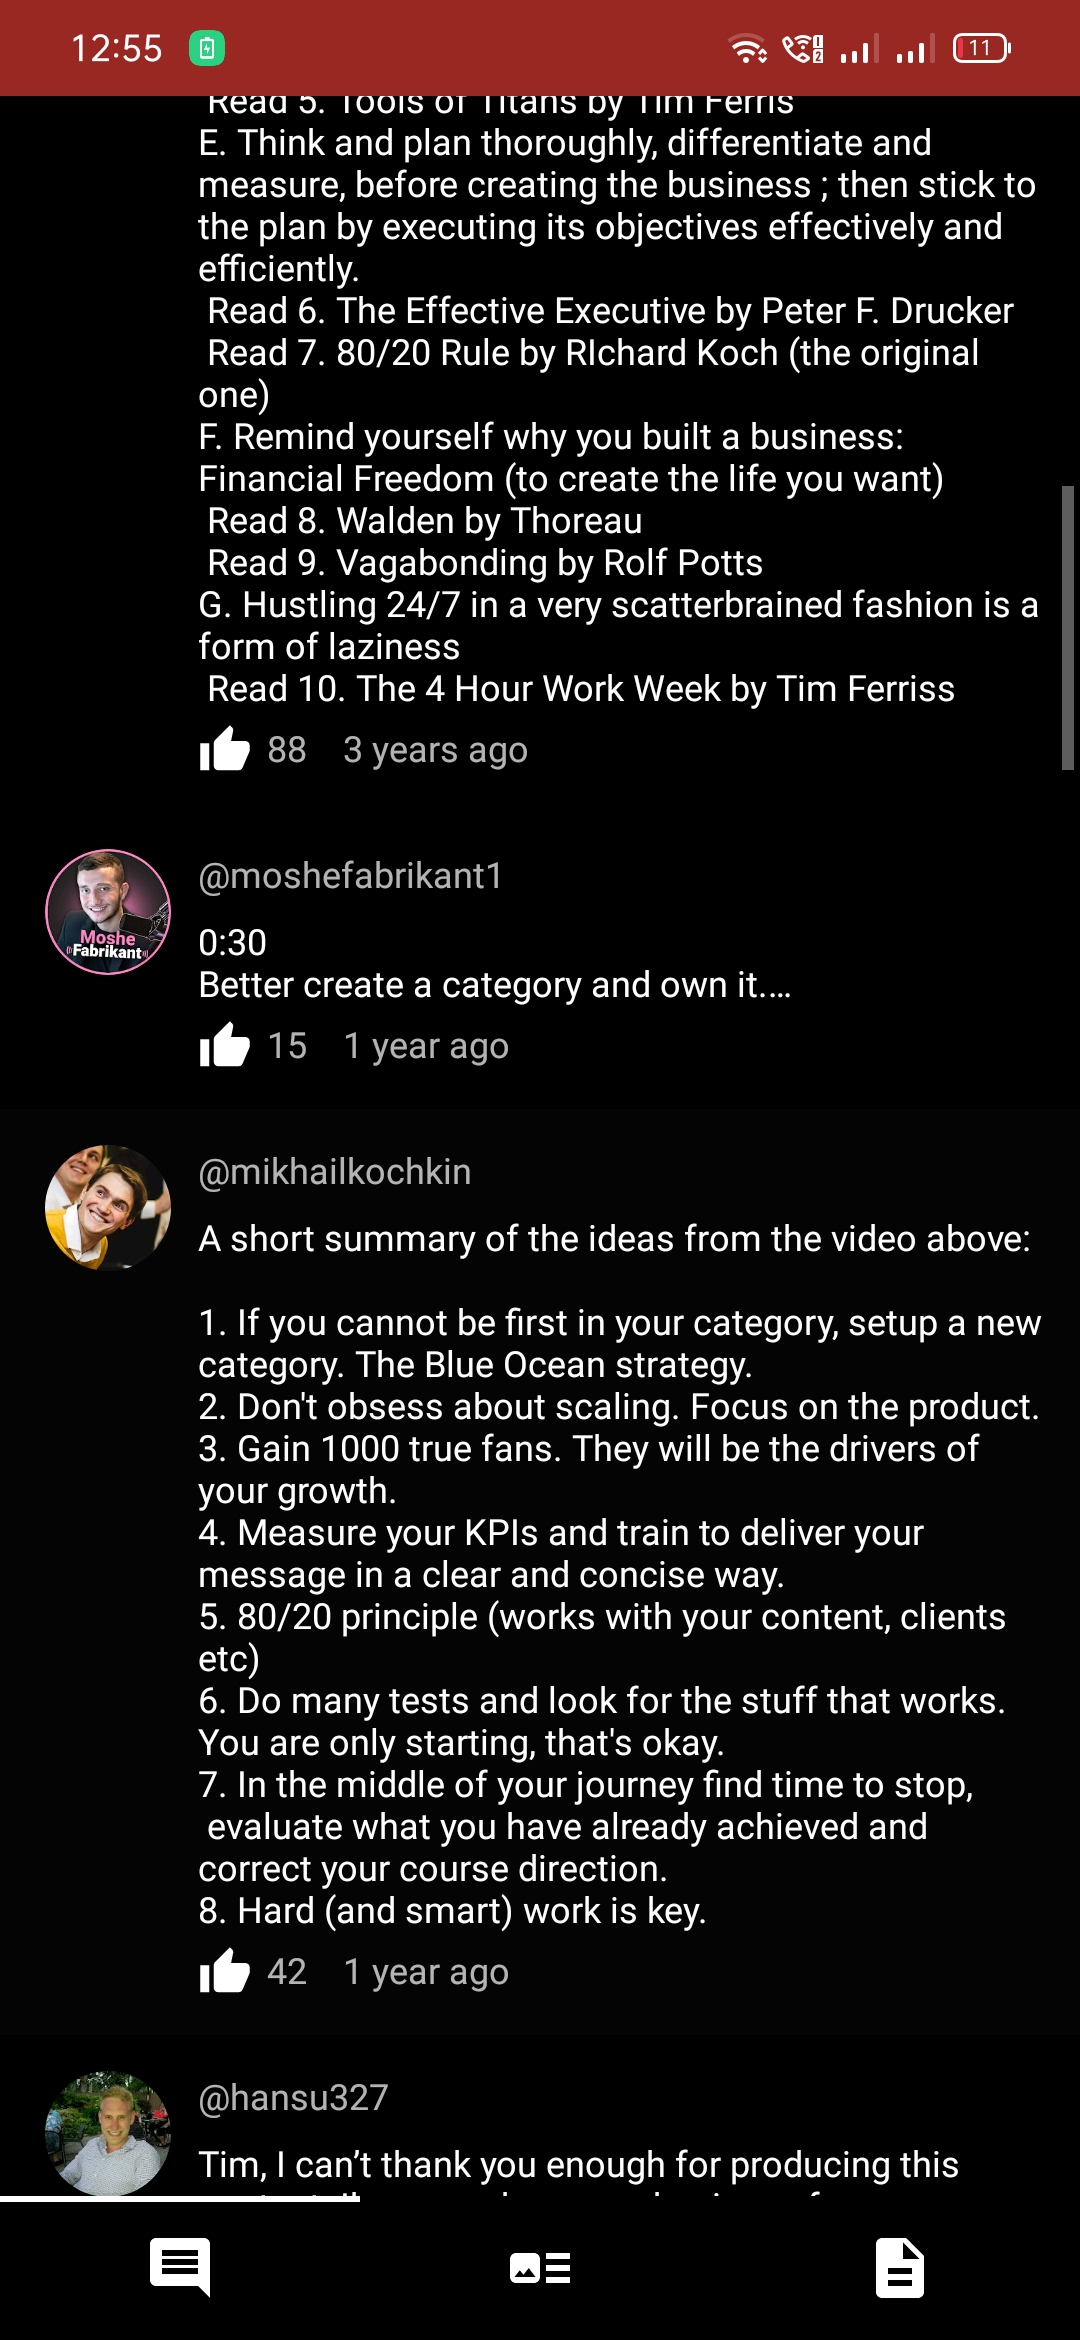 12:55
11
Read 5. Tools of Titans by Tim Ferris
E. Think and plan thoroughly, differentiate and
measure, before creating the business ; then stick to
the plan by executing its objectives effectively and
efficiently.
Read 6. The Effective Executive by Peter F. Drucker
Read 7. 80/20 Rule by RIchard Koch (the original
one)
F. Remind yourself why you built a business:
Financial Freedom (to create the life you want)
Read 8. Walden by Thoreau
Read 9. Vagabonding by Rolf Potts
G. Hustling 24/7 in a very scatterbrained fashion is a
form of laziness
Read 10. The 4 Hour Work Week by Tim Ferriss
88 3 years ago
Moshe
Fabrikant
@moshefabrikant1
0:30
Better create a category and own it....
15 1 year ago
@mikhailkochkin
A short summary of the ideas from the video above:
1. If you cannot be first in your category, setup a new
category. The Blue Ocean strategy.
2. Don't obsess about scaling. Focus on the product.
3. Gain 1000 true fans. They will be the drivers of
your growth.
4. Measure your KPIs and train to deliver your
message in a clear and concise way.
5. 80/20 principle (works with your content, clients
etc)
6. Do many tests and look for the stuff that works.
You are only starting, that's okay.
7. In the middle of your journey find time to stop,
evaluate what you have already achieved and
correct your course direction.
8. Hard (and smart) work is key.
42 1 year ago
@hansu327
Tim, I can’t thank you enough for producing this